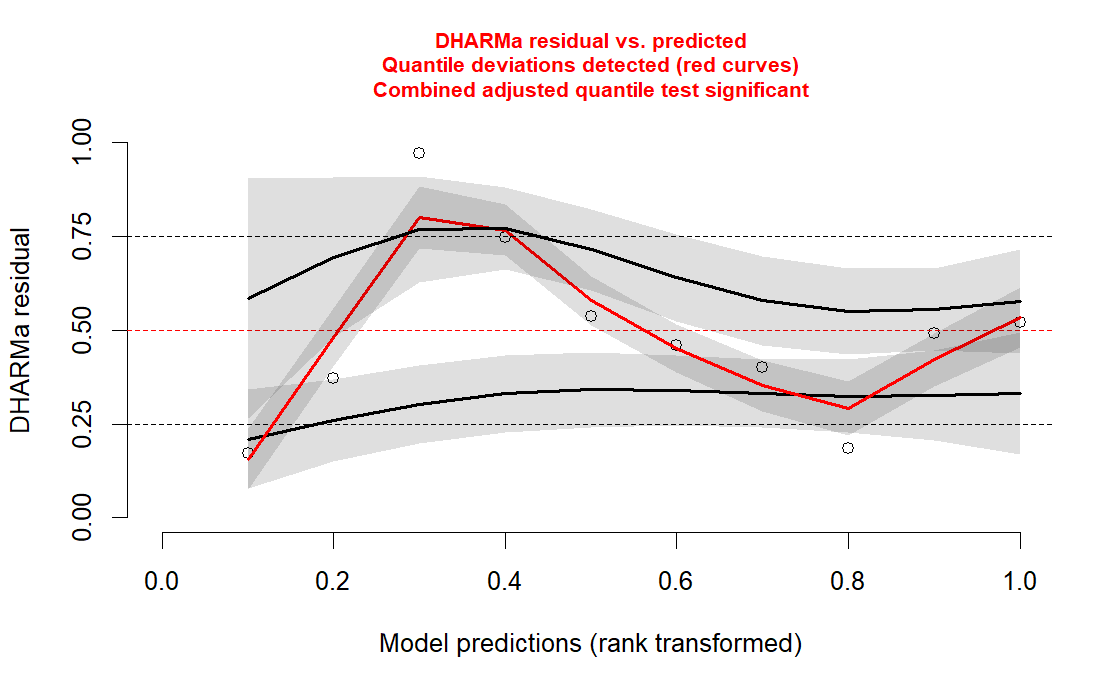 DHARMa residual vs. predicted
Quantile deviations detected (red curves)
Combined adjusted quantile test significant
1.00
0.75
0.50
0.25
0.00
DHARMa residual
0.0 0.2 0.4 0.6 0.8 1.0
Model predictions (rank transformed)